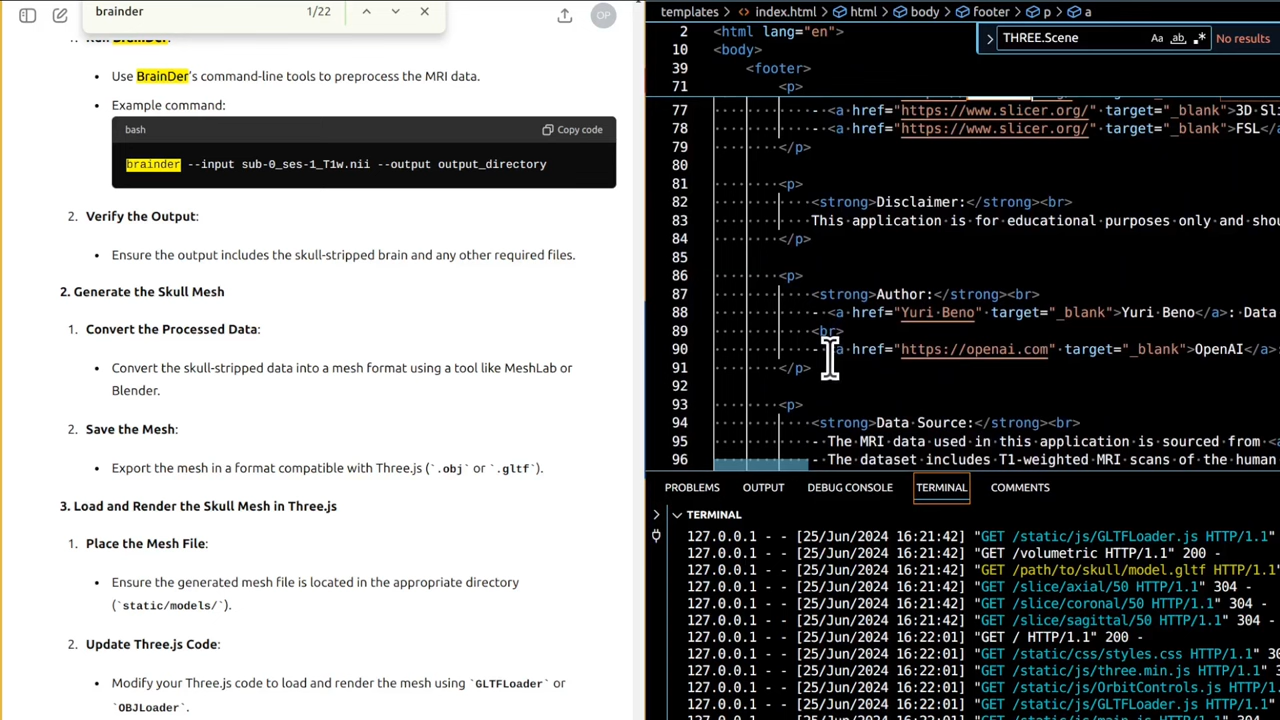 brainder
1/22
OP
1. Run BrainDer:
• Use BrainDer's command-line tools to preprocess the MRI data.
• Example command:
bash
Copy code
brainder --input sub-0_ses-1_T1w.nii --output output_directory
2. Verify the Output:
• Ensure the output includes the skull-stripped brain and any other required files.
2. Generate the Skull Mesh
1. Convert the Processed Data:
• Convert the skull-stripped data into a mesh format using a tool like MeshLab or
Blender.
2. Save the Mesh:
• Export the mesh in a format compatible with Three.js (`.obj` or `.gltf`).
3. Load and Render the Skull Mesh in Three.js
1. Place the Mesh File:
• Ensure the generated mesh file is located in the appropriate directory
(`static/models/`).
2. Update Three.js Code:
• Modify your Three.js code to load and render the mesh using `GLTFLoader` or
`OBJLoader`.
templates > index.html > html > body > footer > p > a
THREE.Scene
Aa ab .*
No results
2 <html lang="en">
10 <body>
39 <footer>
71 <p>
77 - <a href="https://www.slicer.org/" target="_blank">3D Sli
78 - <a href="https://www.slicer.org/" target="_blank">FSL</a
79 </p>
80
81 <p>
82 <strong>Disclaimer:</strong><br>
83 This application is for educational purposes only and shou
84 </p>
85
86 <p>
87 <strong>Author:</strong><br>
88 - <a href="Yuri Beno" target="_blank">Yuri Beno</a>: Data
89 <br>
90 - <a href="https://openai.com" target="_blank">OpenAI</a>:
91 </p>
92
93 <p>
94 <strong>Data Source:</strong><br>
95 - The MRI data used in this application is sourced from <a
96 - The dataset includes T1-weighted MRI scans of the human
PROBLEMS OUTPUT DEBUG CONSOLE TERMINAL COMMENTS
TERMINAL
127.0.0.1 - - [25/Jun/2024 16:21:42] "GET /static/js/GLTFLoader.js HTTP/1.1"
127.0.0.1 - - [25/Jun/2024 16:21:42] "GET /volumetric HTTP/1.1" 200 -
127.0.0.1 - - [25/Jun/2024 16:21:42] "GET /path/to/skull/model.gltf HTTP/1.1"
127.0.0.1 - - [25/Jun/2024 16:21:42] "GET /slice/axial/50 HTTP/1.1" 304 -
127.0.0.1 - - [25/Jun/2024 16:21:42] "GET /slice/coronal/50 HTTP/1.1" 304 -
127.0.0.1 - - [25/Jun/2024 16:21:42] "GET /slice/sagittal/50 HTTP/1.1" 304 -
127.0.0.1 - - [25/Jun/2024 16:22:01] "GET / HTTP/1.1" 200 -
127.0.0.1 - - [25/Jun/2024 16:22:01] "GET /static/css/styles.css HTTP/1.1" 30
127.0.0.1 - - [25/Jun/2024 16:22:01] "GET /static/js/three.min.js HTTP/1.1" 3
127.0.0.1 - - [25/Jun/2024 16:22:01] "GET /static/js/OrbitControls.js HTTP/1.
127.0.0.1 - - [25/Jun/2024 16:22:01] "GET /static/js/GLTFLoader.js HTTP/1.1"